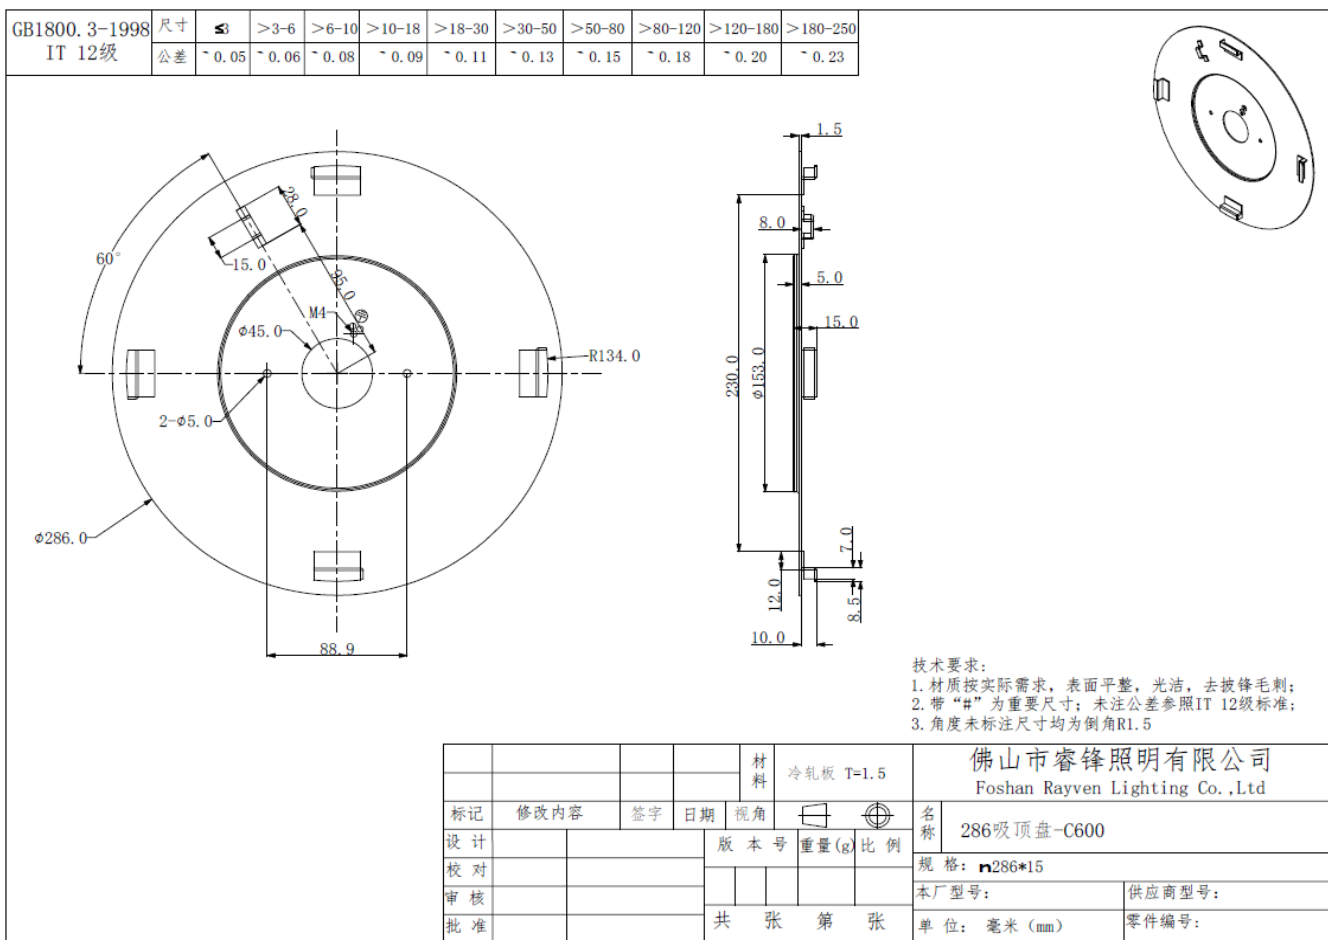 GB1800.3-1998 尺寸 ≤3 >3-6 >6-10 >10-18 >18-30 >30-50 >50-80 >80-120 >120-180 >180-250
IT 12级 公差 ~0.05 ~0.06 ~0.08 ~0.09 ~0.11 ~0.13 ~0.15 ~0.18 ~0.20 ~0.23
1.5
28.0
8.0
60°
15.0
95.0
5.0
M4
15.0
φ45.0
R134.0
230.0
φ153.0
2-φ5.0
φ286.0
7.0
12.0
8.5
10.0
88.9
技术要求:
1.材质按实际需求，表面平整，光洁，去披锋毛刺;
2.带“#”为重要尺寸；未注公差参照IT 12级标准;
3.角度未标注尺寸均为倒角R1.5
材料 冷轧板 T=1.5
佛山市睿锋照明有限公司
Foshan Rayven Lighting Co.,Ltd
标记 修改内容 签字 日期 视角
名称 286吸顶盘-C600
设计 版本号 重量(g) 比例
校对
规格: n286*15
审核
本厂型号: 供应商型号:
批准 共 张 第 张
单位: 毫米（mm） 零件编号: